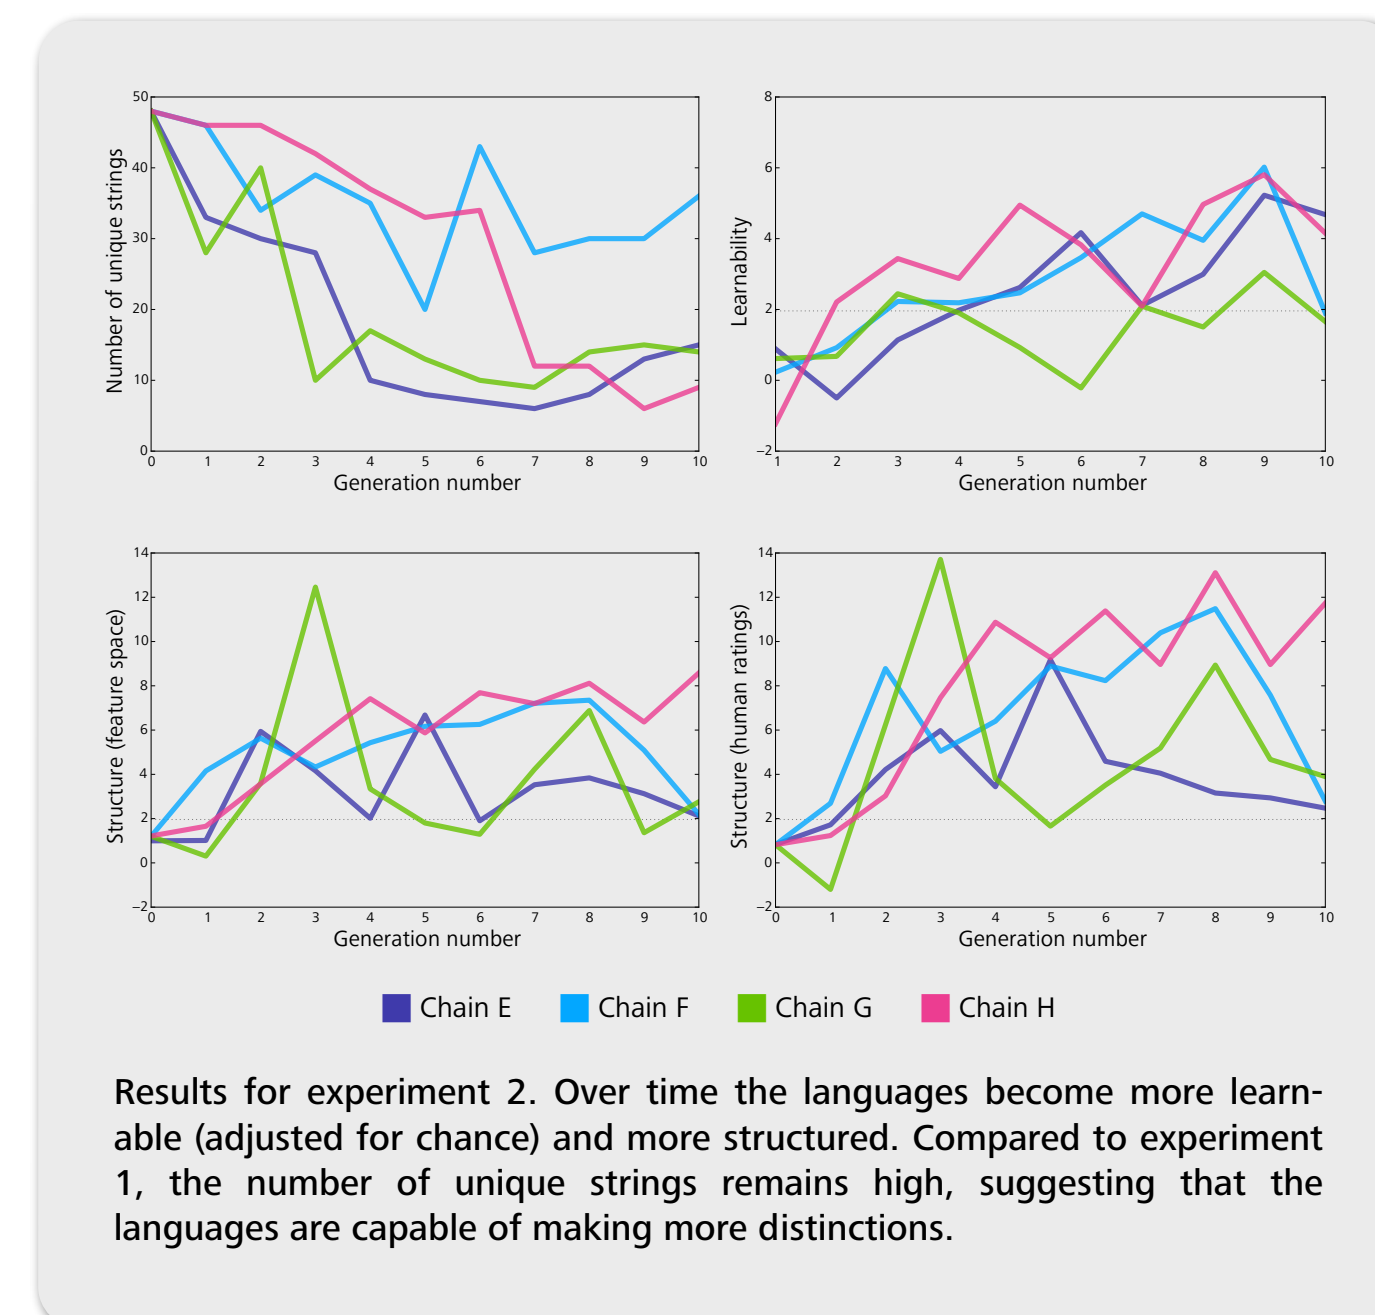 50
40
30
20
10
0
Number of unique strings
0 1 2 3 4 5 6 7 8 9 10
Generation number
8
6
4
2
0
−2
Learnability
1 2 3 4 5 6 7 8 9 10
Generation number
14
12
10
8
6
4
2
0
−2
Structure (feature space)
0 1 2 3 4 5 6 7 8 9 10
Generation number
14
12
10
8
6
4
2
0
−2
Structure (human ratings)
0 1 2 3 4 5 6 7 8 9 10
Generation number
Chain E Chain F Chain G Chain H
Results for experiment 2. Over time the languages become more learn-
able (adjusted for chance) and more structured. Compared to experiment
1, the number of unique strings remains high, suggesting that the
languages are capable of making more distinctions.